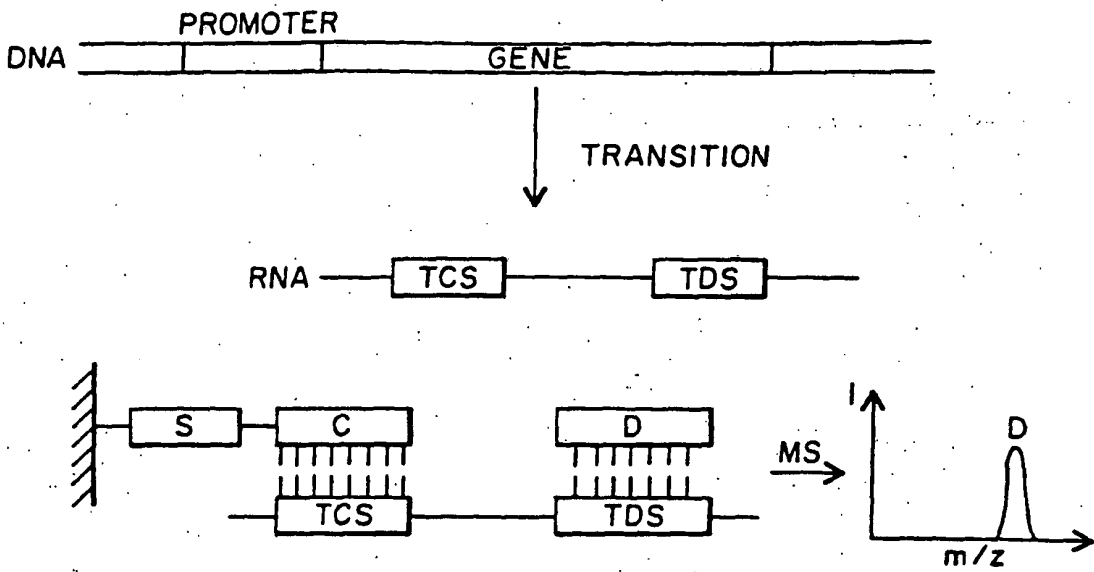 PROMOTER
DNA
GENE
TRANSITION
RNA
TCS
TDS
S
C
D
TCS
TDS
MS
I
D
m/z